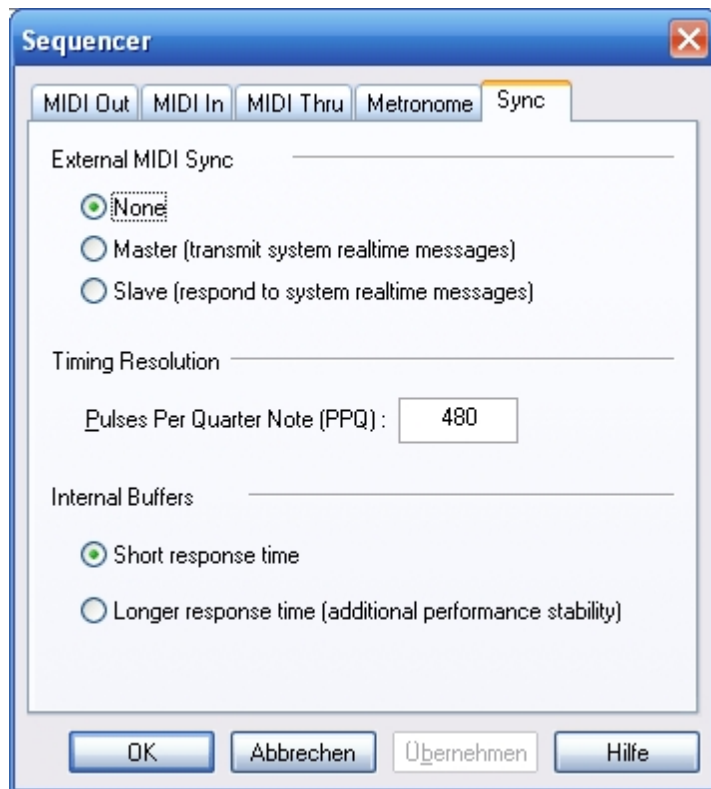 Sequencer
MIDI Out MIDI In MIDI Thru Metronome Sync
External MIDI Sync
None
Master (transmit system realtime messages)
Slave (respond to system realtime messages)
Timing Resolution
Pulses Per Quarter Note (PPQ) : 480
Internal Buffers
Short response time
Longer response time (additional performance stability)
OK Abbrechen Übernehmen Hilfe